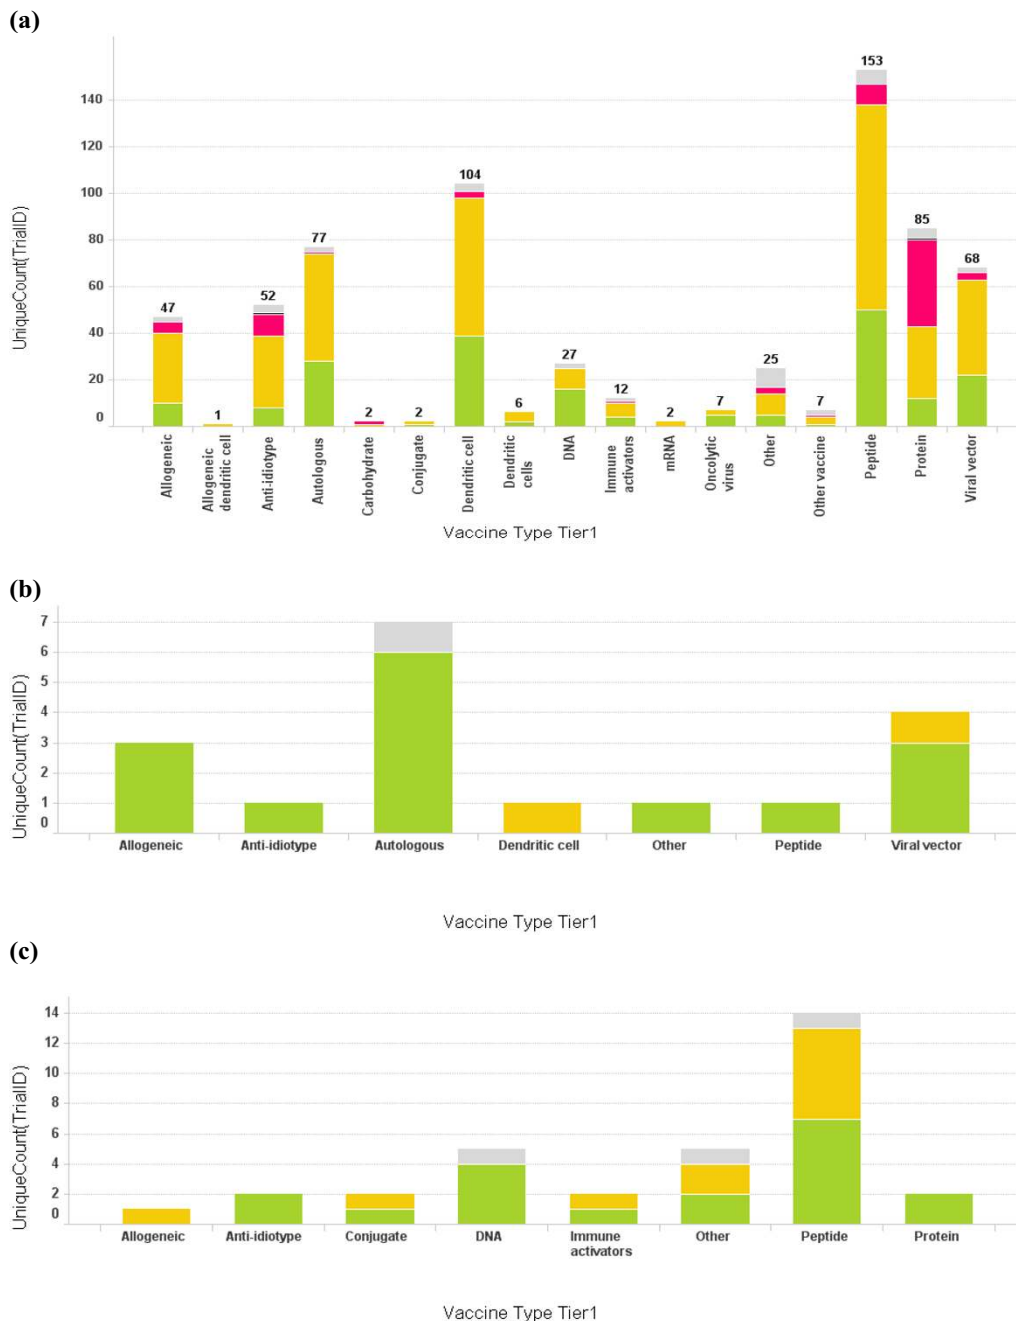 (a)
UniqueCount(TrialID)
140
120
100
80
60
40
20
0
47
1
52
77
2
2
104
6
27
12
2
7
25
7
153
85
68
Allogeneic
Allogeneic
dendritic cell
Anti-idiotype
Autologous
Carbohydrate
Conjugate
Dendritic cell
Dendritic
cells
DNA
Immune
activators
mRNA
Oncolytic
virus
Other
Other vaccine
Peptide
Protein
Viral vector
Vaccine Type Tier1
(b)
UniqueCount(TrialID)
7
6
5
4
3
2
1
0
Allogeneic
Anti-idiotype
Autologous
Dendritic cell
Other
Peptide
Viral vector
Vaccine Type Tier1
(c)
UniqueCount(TrialID)
14
12
10
8
6
4
2
0
Allogeneic
Anti-idiotype
Conjugate
DNA
Immune
activators
Other
Peptide
Protein
Vaccine Type Tier1